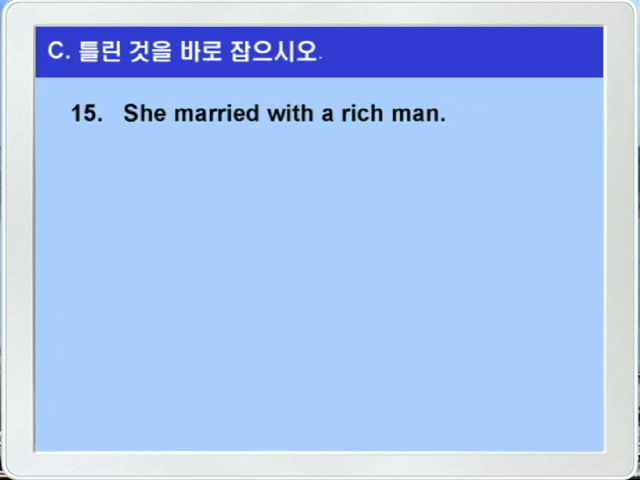 C. 틀린 것을 바로 잡으시오.
15. She married with a rich man.